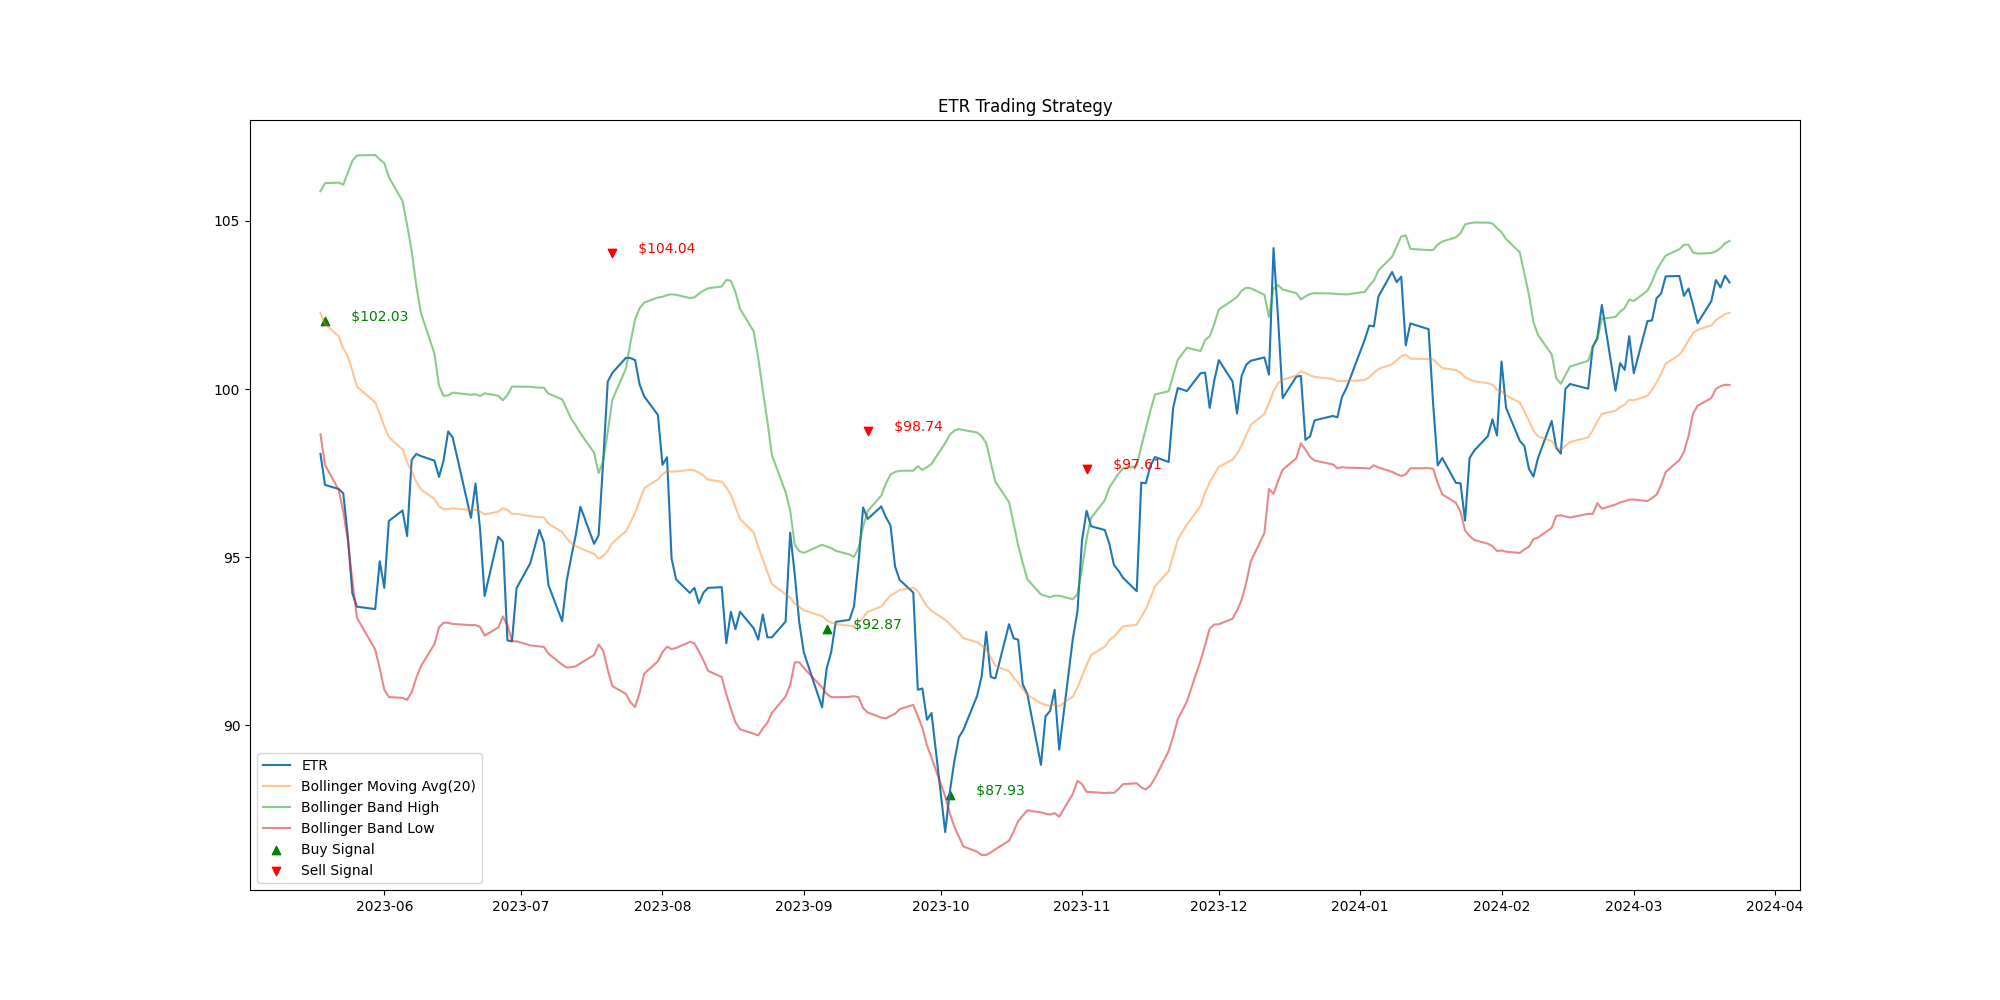 ETR Trading Strategy
105
100
95
90
$102.03
$104.04
$98.74
$97.61
$92.87
$87.93
ETR
Bollinger Moving Avg(20)
Bollinger Band High
Bollinger Band Low
Buy Signal
Sell Signal
2023-06 2023-07 2023-08 2023-09 2023-10 2023-11 2023-12 2024-01 2024-02 2024-03 2024-04